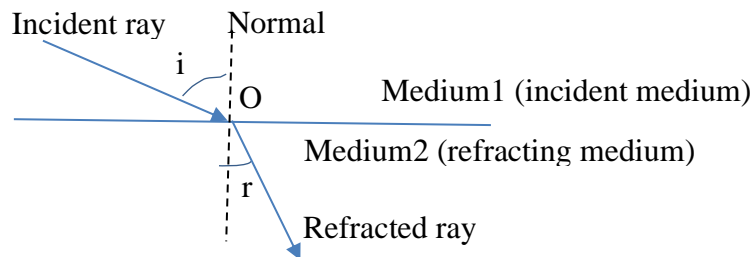 Incident ray
Normal
i
O
Medium1 (incident medium)
Medium2 (refracting medium)
r
Refracted ray